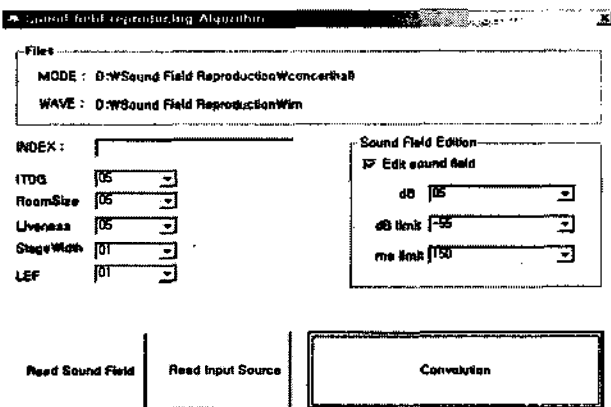 Sound field reproducing Algorithm
Files
MODE : D:₩Sound Field Reproduction₩concerthall
WAVE : D:₩Sound Field Reproduction₩irn
INDEX :
ITDG 05
RoomSize 05
Liveness 05
StageWidth 01
LEF 01
Sound Field Edition
Edit sound field
dB 05
dB limit -55
ms limit 150
Read Sound Field
Read Input Source
Convolution